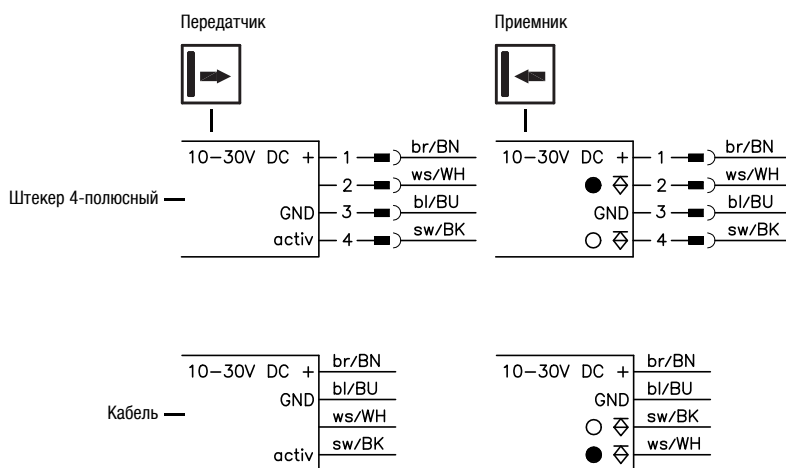 Передатчик
Приемник
10-30V DC + 1 br/BN
2 ws/WH
GND 3 bl/BU
activ 4 sw/BK
Штекер 4-полюсный
10-30V DC + 1 br/BN
2 ws/WH
GND 3 bl/BU
4 sw/BK
10-30V DC + br/BN
GND bl/BU
ws/WH
activ sw/BK
Кабель
10-30V DC + br/BN
GND bl/BU
sw/BK
ws/WH